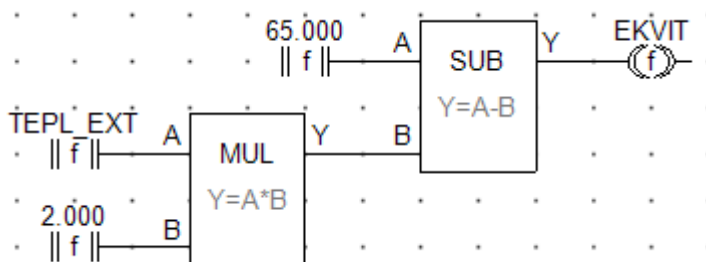 65.000
EKVIT
f
A
SUB
Y
f
Y=A-B
TEPL_EXT
B
f
A
MUL
Y
Y=A*B
2.000
f
B